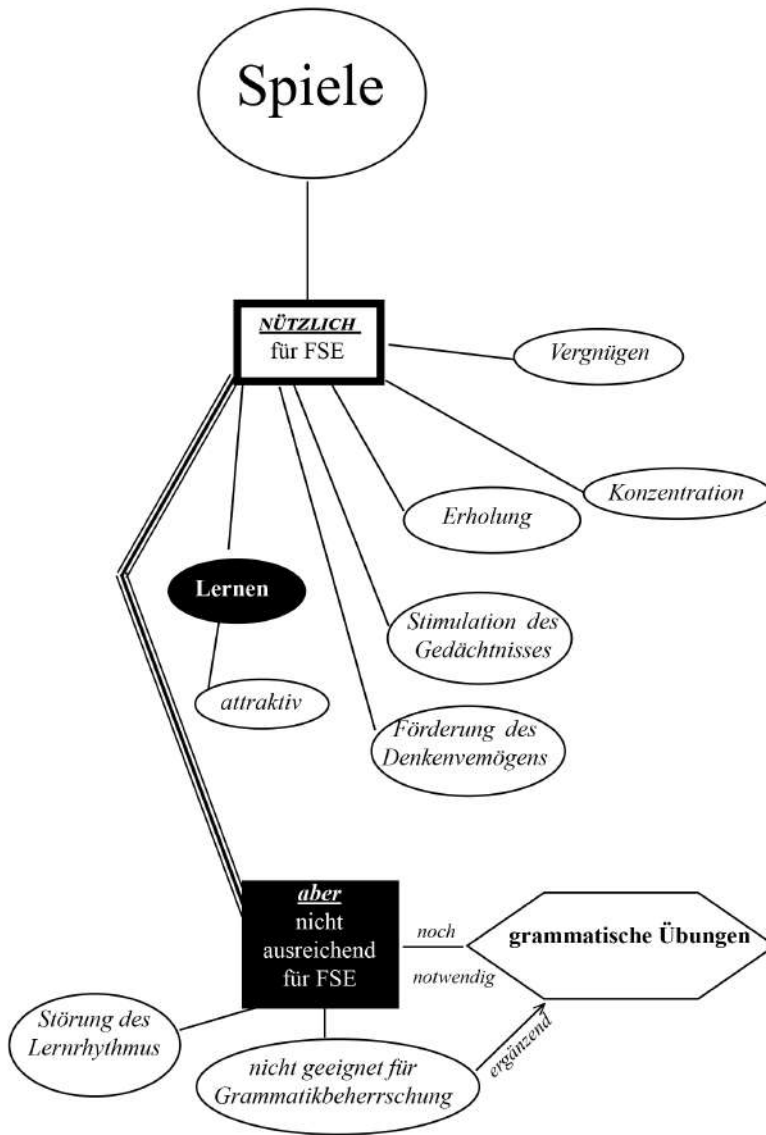 Spiele
NÜTZLICH
für FSE
Vergnügen
Konzentration
Erholung
Lernen
Stimulation des
Gedächtnisses
attraktiv
Förderung des
Denkenvemögens
aber
nicht
ausreichend
für FSE
noch
notwendig
grammatische Übungen
Störung des
Lernrhythmus
nicht geeignet für
Grammatikbeherrschung
ergänzend